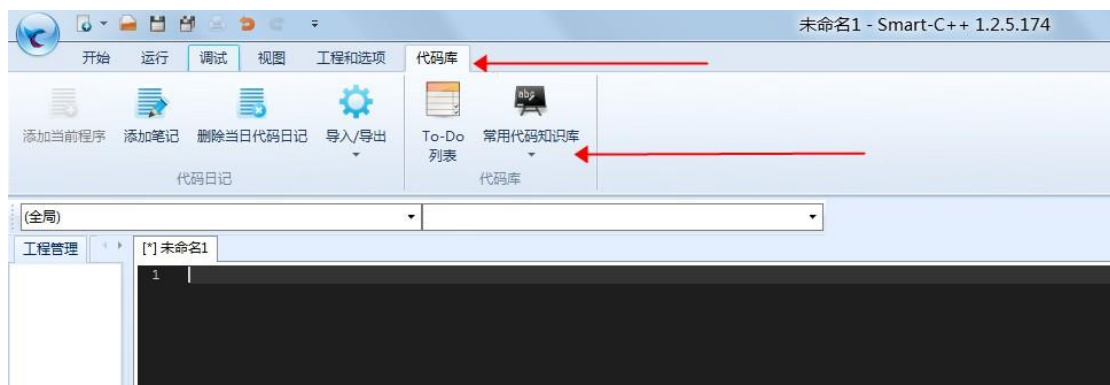 未命名1 - Smart-C++ 1.2.5.174
开始 运行 调试 视图 工程和选项 代码库
添加当前程序 添加笔记 删除当日代码日记 导入/导出 To-Do 列表 常用代码知识库
代码日记 代码库
(全局)
工程管理 [*] 未命名1
1